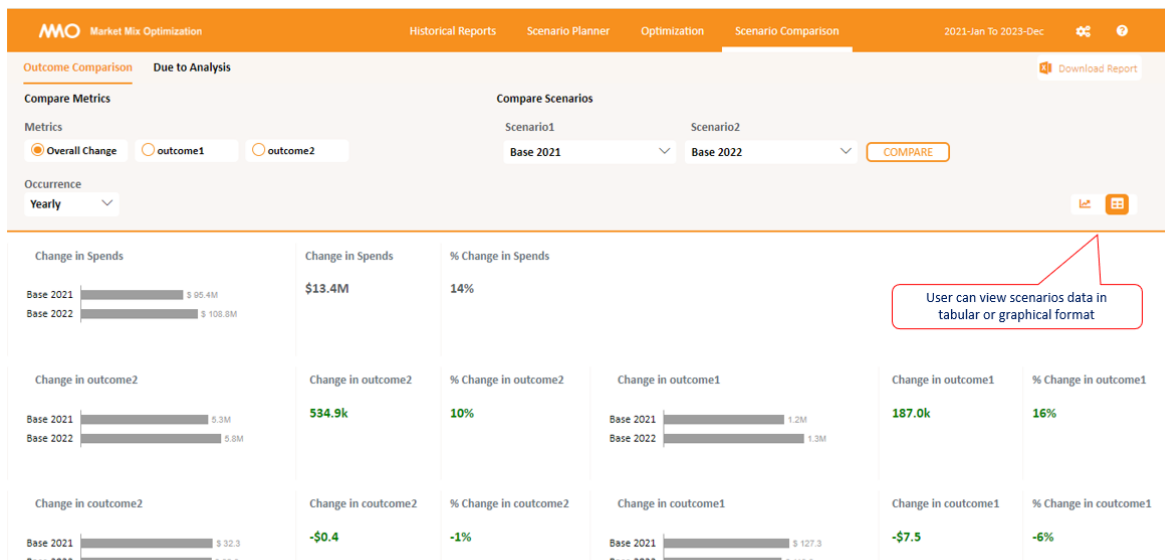 MMO Market Mix Optimization Historical Reports Scenario Planner Optimization Scenario Comparison 2021-Jan To 2023-Dec ?
Outcome Comparison Due to Analysis Download Report
Compare Metrics Compare Scenarios
Metrics Scenario1 Scenario2
Overall Change outcome1 outcome2 Base 2021 Base 2022 COMPARE
Occurrence
Yearly
Change in Spends Change in Spends % Change in Spends
$13.4M 14%
Base 2021 $ 95.4M
Base 2022 $ 108.8M
User can view scenarios data in
tabular or graphical format
Change in outcome2 Change in outcome2 % Change in outcome2 Change in outcome1 Change in outcome1 % Change in outcome1
534.9k 10% 187.0k 16%
Base 2021 5.3M Base 2021 1.2M
Base 2022 5.8M Base 2022 1.3M
Change in coutcome2 Change in coutcome2 % Change in coutcome2 Change in coutcome1 Change in coutcome1 % Change in coutcome1
-$0.4 -1% -$7.5 -6%
Base 2021 $ 32.3 Base 2021 $ 127.3